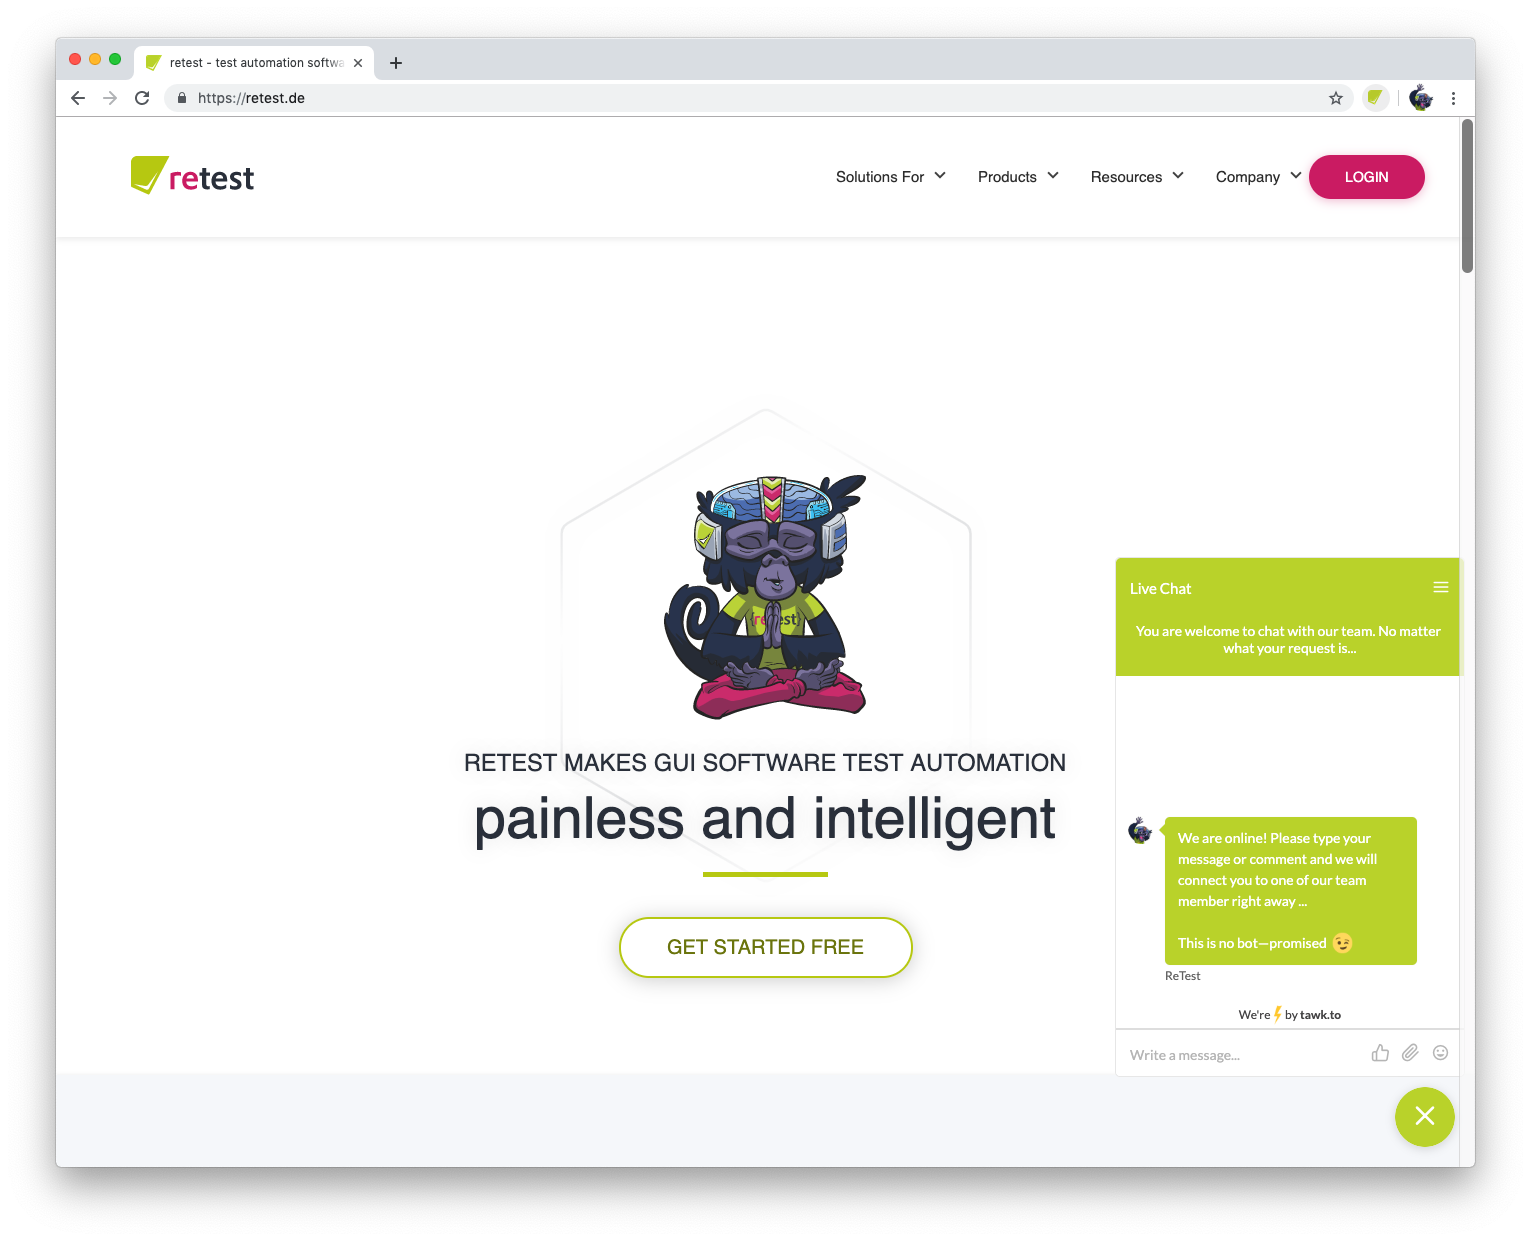 retest - test automation softwa
https://retest.de
retest
Solutions For
Products
Resources
Company
LOGIN
{retest}
RETEST MAKES GUI SOFTWARE TEST AUTOMATION
painless and intelligent
GET STARTED FREE
Live Chat
You are welcome to chat with our team. No matter
what your request is...
We are online! Please type your
message or comment and we will
connect you to one of our team
member right away ...
This is no bot—promised 😉
ReTest
We're ⚡ by tawk.to
Write a message...